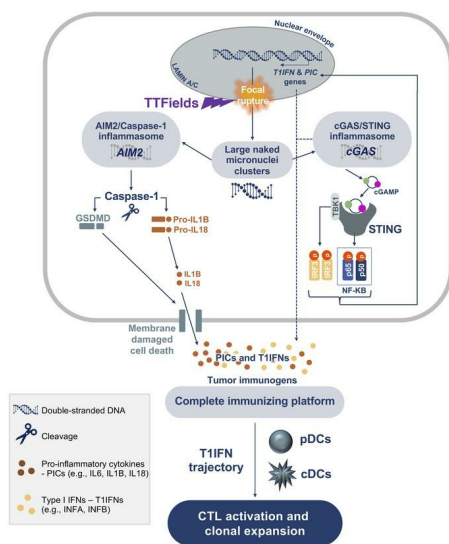 Nuclear envelope
LAMIN A/C
T1IFN & PIC
genes
Focal
rupture
TTFields
AIM2/Caspase-1
inflammasome
AIM2
Large naked
micronuclei
clusters
cGAS/STING
inflammasome
cGAS
cGAMP
TBK1
STING
Caspase-1
GSDMD
Pro-IL1B
Pro-IL18
IRF3
P
IRF3
P
p65
P
p50
P
NF-KB
IL1B
IL18
Membrane
damaged
cell death
PICs and T1IFNs
Tumor immunogens
Complete immunizing platform
T1IFN
trajectory
pDCs
cDCs
CTL activation and
clonal expansion
Double-stranded DNA
Cleavage
Pro-inflammatory cytokines
- PICs (e.g., IL6, IL1B, IL18)
Type I IFNs – T1IFNs
(e.g., INFA, INFB)